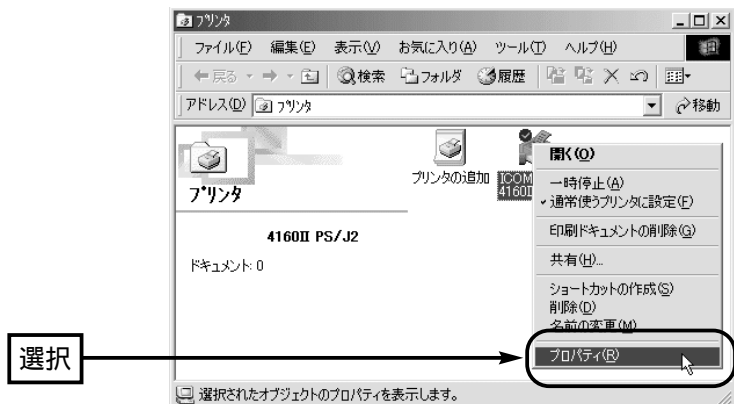 プリンタ
ファイル(F) 編集(E) 表示(V) お気に入り(A) ツール(T) ヘルプ(H)
戻る 検索 フォルダ 履歴
アドレス(D) プリンタ 移動
プリンタ
プリンタの追加
ICOM
4160II
4160II PS/J2
ドキュメント: 0
開く(O)
一時停止(A)
通常使うプリンタに設定(F)
印刷ドキュメントの削除(G)
共有(H)...
ショートカットの作成(S)
削除(D)
名前の変更(M)
プロパティ(R)
選択
選択されたオブジェクトのプロパティを表示します。